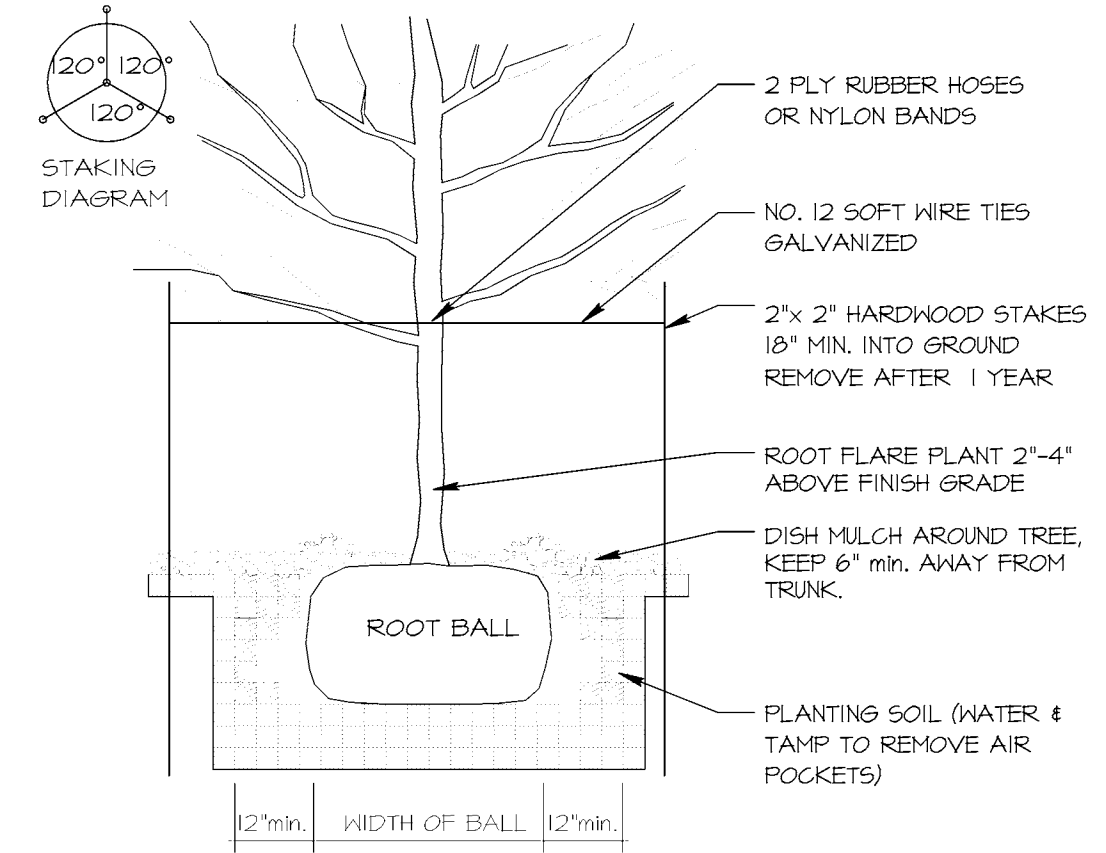 120° 120°
120°
STAKING
DIAGRAM
2 PLY RUBBER HOSES
OR NYLON BANDS
NO. 12 SOFT WIRE TIES
GALVANIZED
2"x 2" HARDWOOD STAKES
18" MIN. INTO GROUND
REMOVE AFTER 1 YEAR
ROOT FLARE PLANT 2"-4"
ABOVE FINISH GRADE
DISH MULCH AROUND TREE,
KEEP 6" min. AWAY FROM
TRUNK.
ROOT BALL
PLANTING SOIL (WATER &
TAMP TO REMOVE AIR
POCKETS)
12"min. WIDTH OF BALL 12"min.